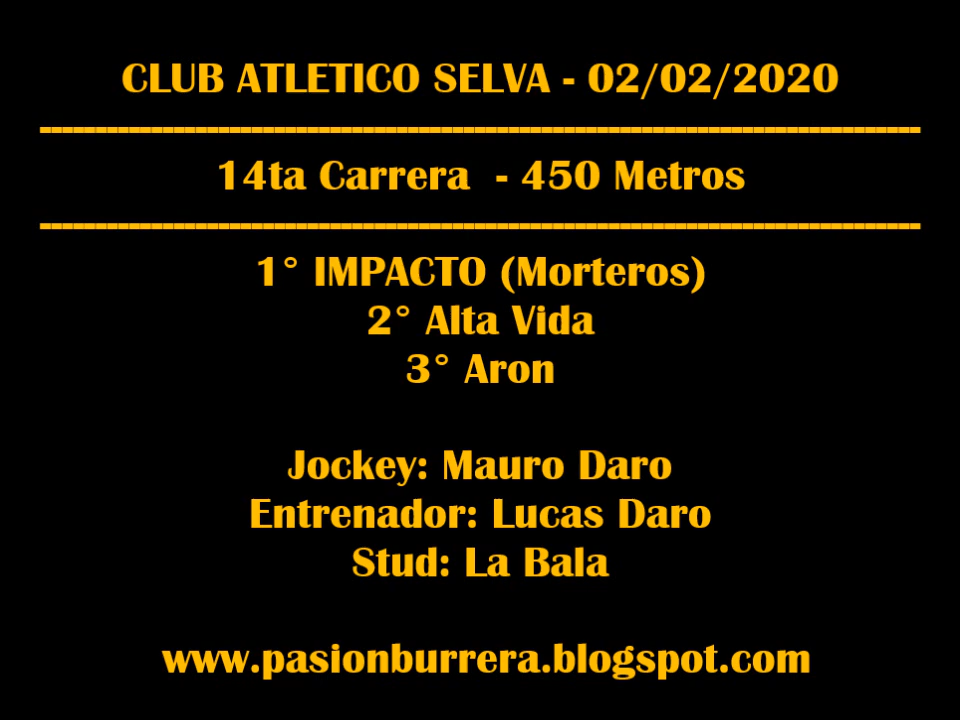 CLUB ATLETICO SELVA - 02/02/2020
--------------------------------------------------------------------------------
14ta Carrera - 450 Metros
--------------------------------------------------------------------------------
1° IMPACTO (Morteros)
2° Alta Vida
3° Aron
Jockey: Mauro Daro
Entrenador: Lucas Daro
Stud: La Bala
www.pasionburrera.blogspot.com